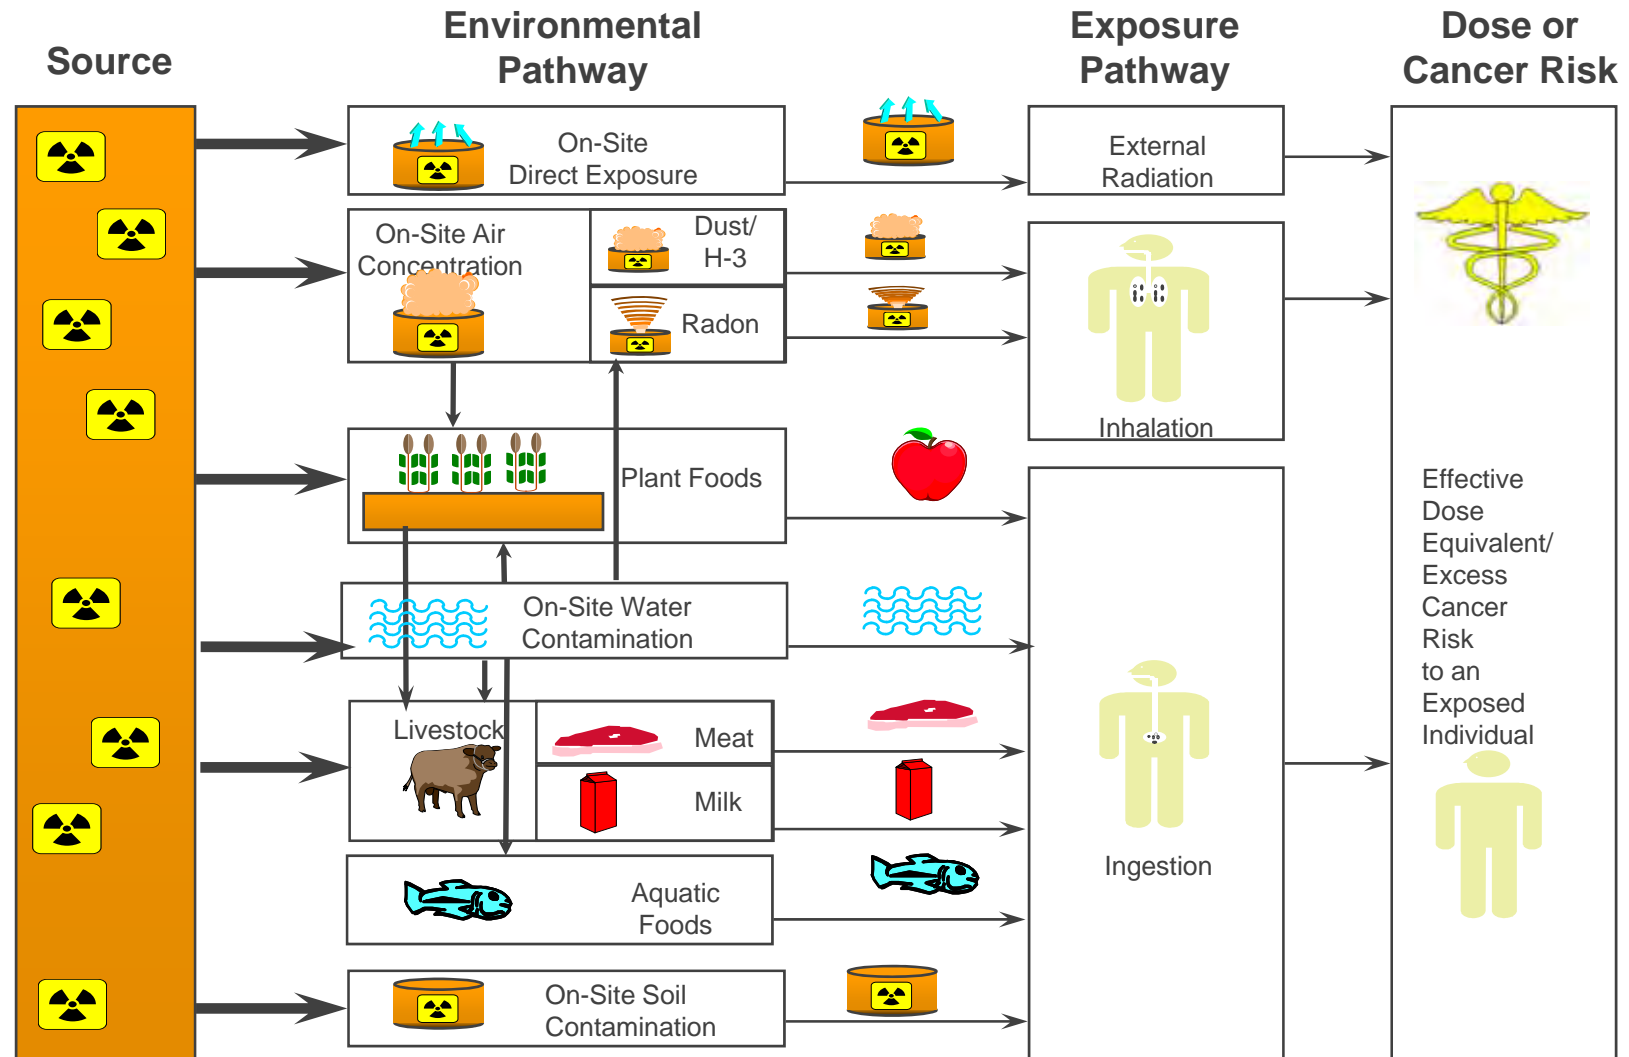 Source
Environmental
Pathway
Exposure
Pathway
Dose or
Cancer Risk
On-Site
Direct Exposure
External
Radiation
On-Site Air
Concentration
Dust/
H-3
Radon
Inhalation
Plant Foods
On-Site Water
Contamination
Livestock
Meat
Milk
Aquatic
Foods
On-Site Soil
Contamination
Ingestion
Effective
Dose
Equivalent/
Excess
Cancer
Risk
to an
Exposed
Individual